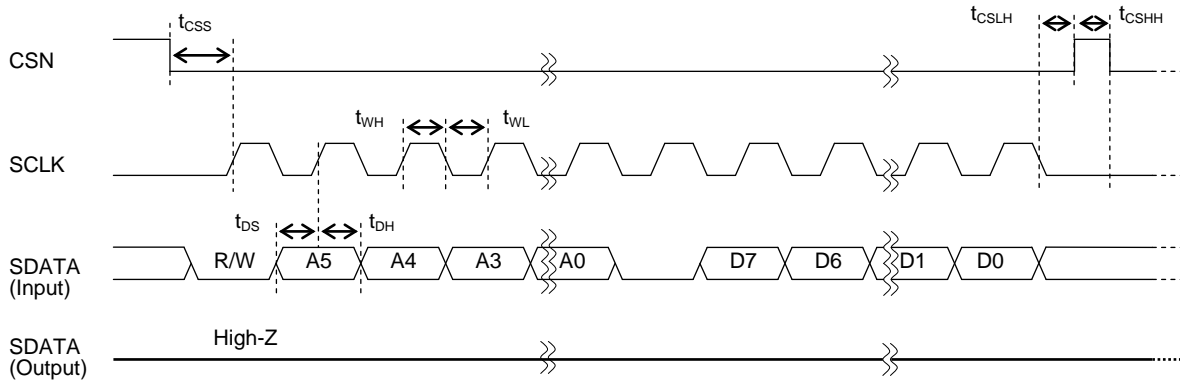 tCSS
tCSLH
tCSHH
CSN
tWH
tWL
SCLK
tDS
tDH
SDATA
(Input)
R/W
A5
A4
A3
A0
D7
D6
D1
D0
SDATA
(Output)
High-Z